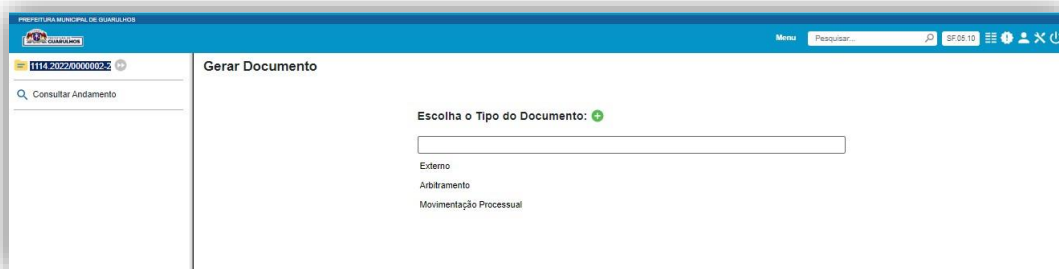 PREFEITURA MUNICIPAL DE GUARULHOS
GUARULHOS
Menu
Pesquisar...
SF.05.10
1114.2022/0000002-2
Consultar Andamento
Gerar Documento
Escolha o Tipo do Documento:
Externo
Arbitramento
Movimentação Processual